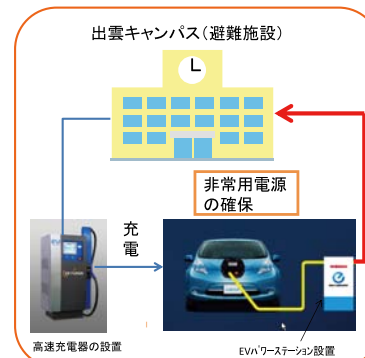 出雲キャンパス(避難施設)
非常用電源
の確保
充
電
高速充電器の設置
EVﾊﾟﾜｰステーション設置